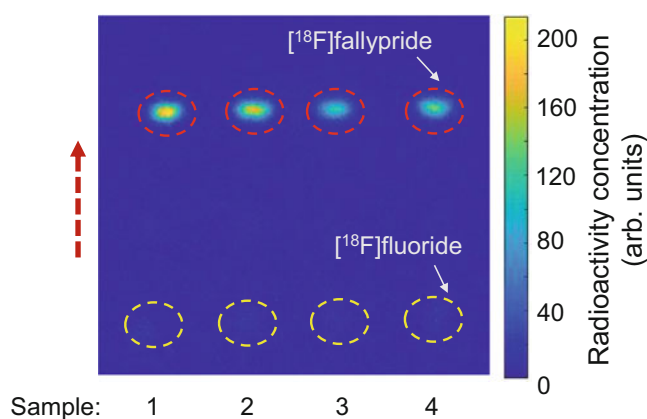 [¹⁸F]fallypride
[¹⁸F]fluoride
200
160
120
80
40
0
Radioactivity concentration
(arb. units)
Sample: 1 2 3 4